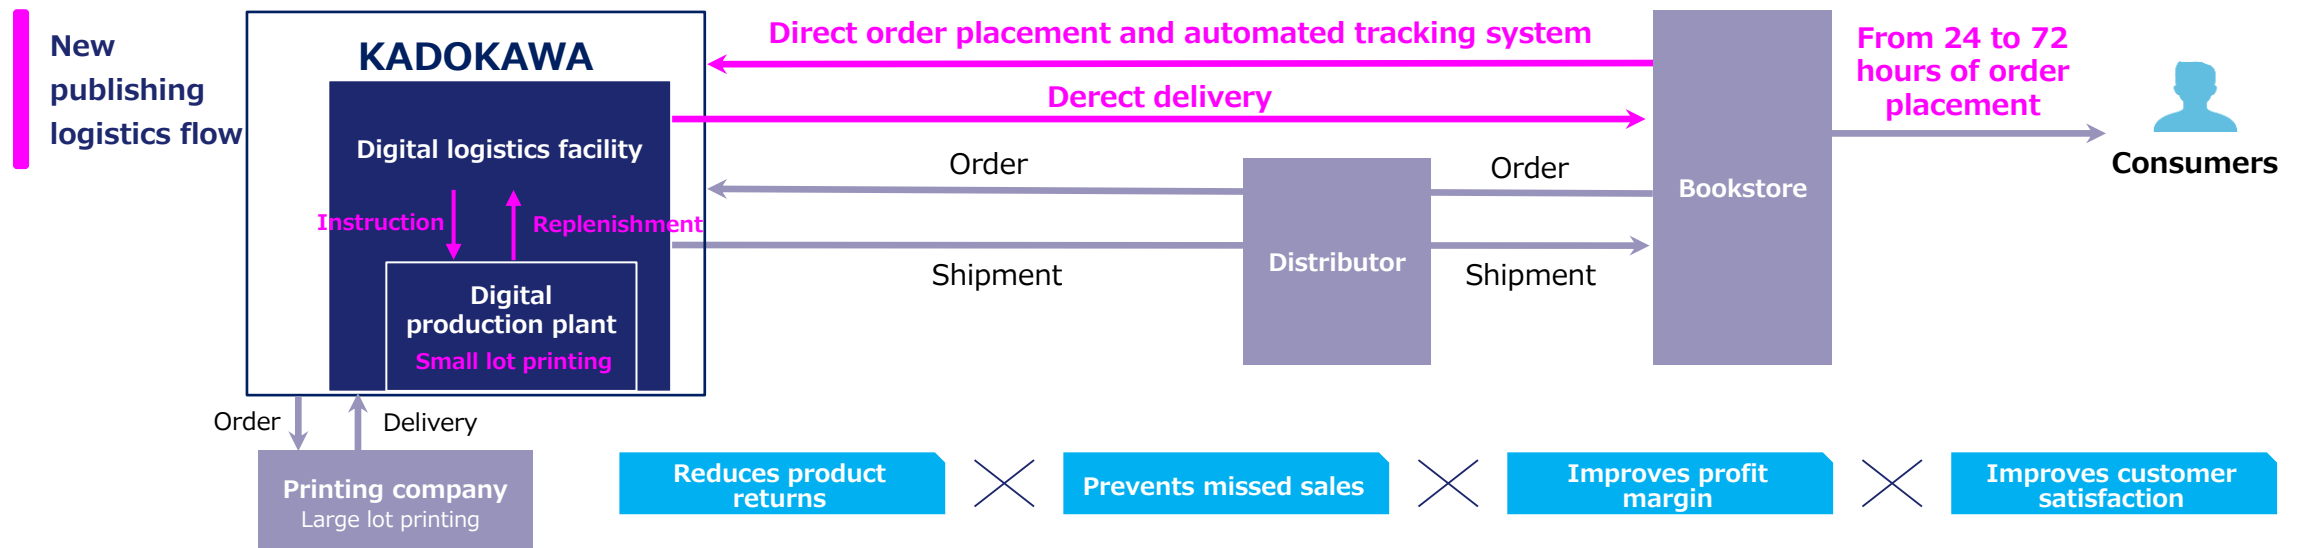 New
publishing
logistics flow
KADOKAWA
Digital logistics facility
Instruction
Replenishment
Digital
production plant
Small lot printing
Order
Delivery
Printing company
Large lot printing
Direct order placement and automated tracking system
Derect delivery
Order
Order
Shipment
Shipment
Distributor
Bookstore
From 24 to 72
hours of order
placement
Consumers
Reduces product
returns
Prevents missed sales
Improves profit
margin
Improves customer
satisfaction